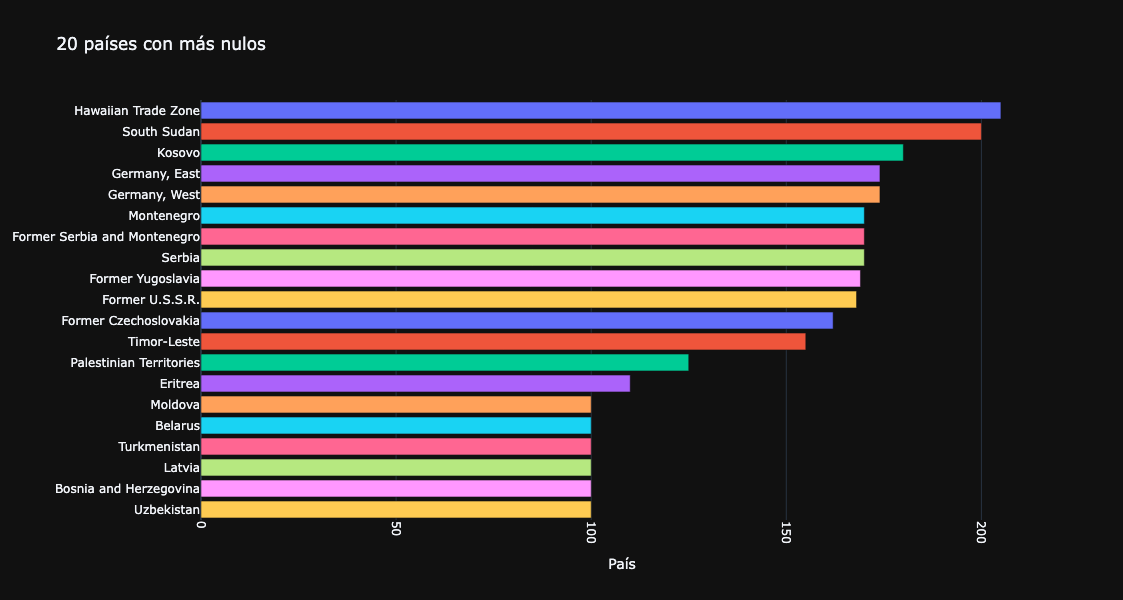 20 países con más nulos
Hawaiian Trade Zone
South Sudan
Kosovo
Germany, East
Germany, West
Montenegro
Former Serbia and Montenegro
Serbia
Former Yugoslavia
Former U.S.S.R.
Former Czechoslovakia
Timor-Leste
Palestinian Territories
Eritrea
Moldova
Belarus
Turkmenistan
Latvia
Bosnia and Herzegovina
Uzbekistan
0
50
100
150
200
País